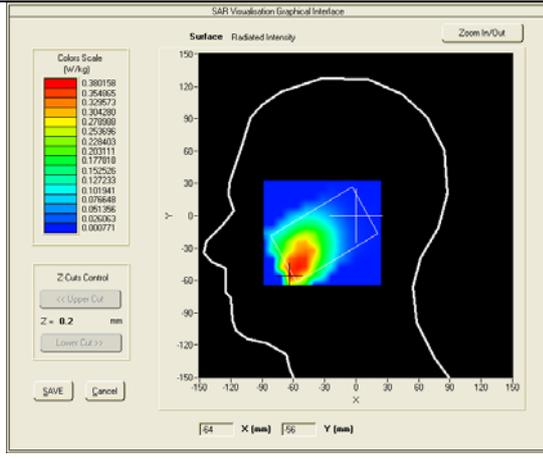 SAR Visualisation Graphical Interface
Surface Radiated Intensity
Zoom In/Out
Colors Scale
(W/kg)
0.380158
0.354865
0.329573
0.304280
0.278988
0.253696
0.228403
0.203111
0.177818
0.152526
0.127233
0.101941
0.076648
0.051356
0.026063
0.000771
Z-Cuts Control
<< Upper Cut
Z = 0.2 mm
Lower Cut >>
SAVE Cancel
150-
120-
90-
60-
30-
0-
-30-
-60-
-90-
-120-
-150-
Y
-150 -120 -90 -60 -30 0 30 60 90 120 150
X
-64 X (mm) -56 Y (mm)